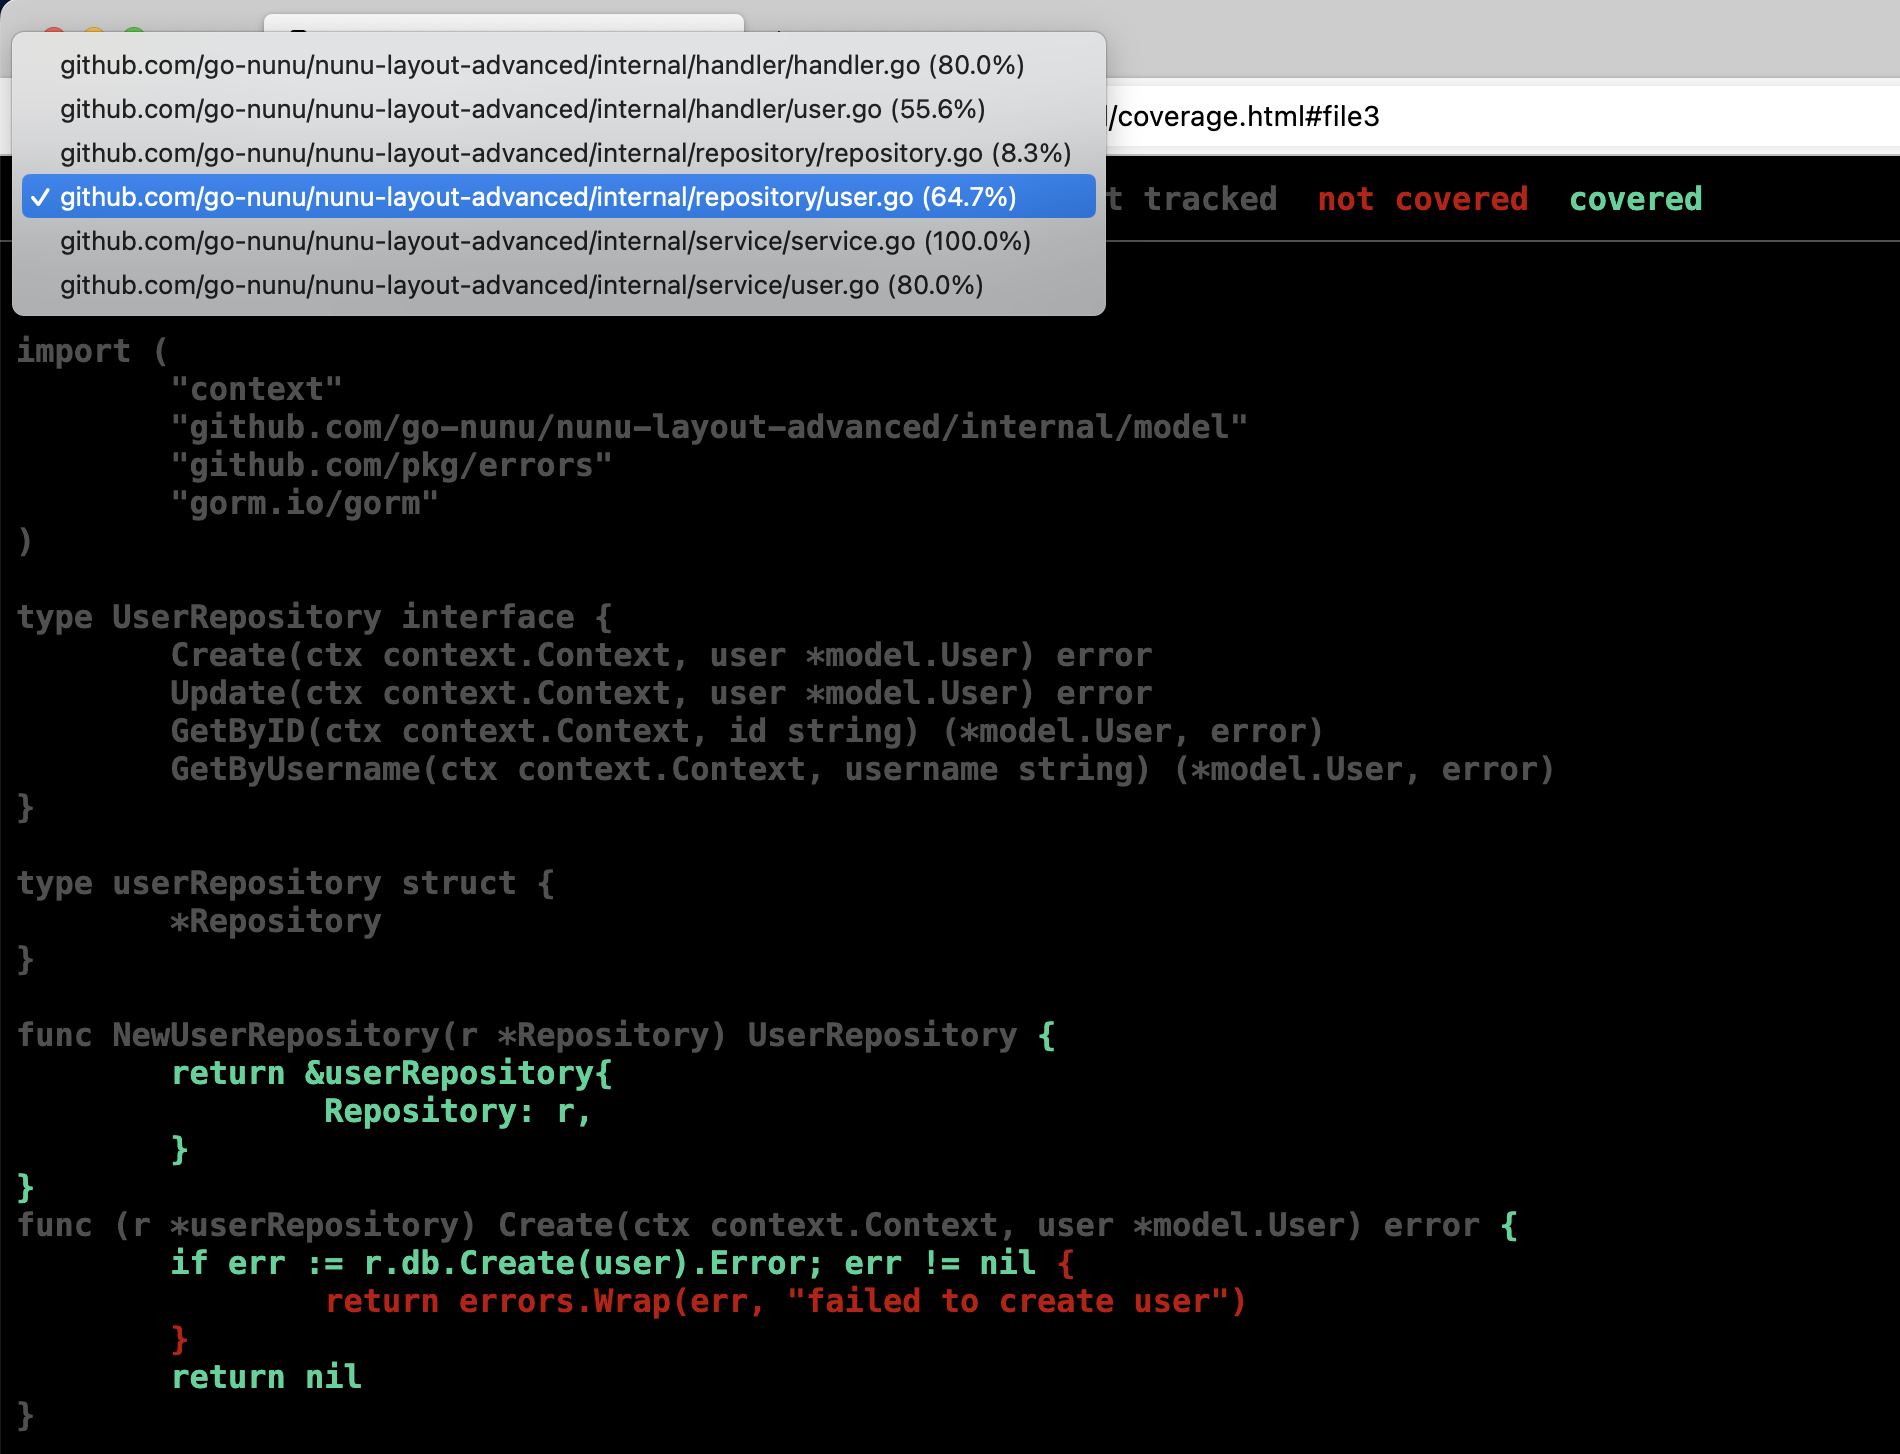 github.com/go-nunu/nunu-layout-advanced/internal/handler/handler.go (80.0%)
github.com/go-nunu/nunu-layout-advanced/internal/handler/user.go (55.6%)
/coverage.html#file3
github.com/go-nunu/nunu-layout-advanced/internal/repository/repository.go (8.3%)
✓ github.com/go-nunu/nunu-layout-advanced/internal/repository/user.go (64.7%)
t tracked not covered covered
github.com/go-nunu/nunu-layout-advanced/internal/service/service.go (100.0%)
github.com/go-nunu/nunu-layout-advanced/internal/service/user.go (80.0%)
import (
        "context"
        "github.com/go-nunu/nunu-layout-advanced/internal/model"
        "github.com/pkg/errors"
        "gorm.io/gorm"
)
type UserRepository interface {
        Create(ctx context.Context, user *model.User) error
        Update(ctx context.Context, user *model.User) error
        GetByID(ctx context.Context, id string) (*model.User, error)
        GetByUsername(ctx context.Context, username string) (*model.User, error)
}
type userRepository struct {
        *Repository
}
func NewUserRepository(r *Repository) UserRepository {
        return &userRepository{
                Repository: r,
        }
}
func (r *userRepository) Create(ctx context.Context, user *model.User) error {
        if err := r.db.Create(user).Error; err != nil {
                return errors.Wrap(err, "failed to create user")
        }
        return nil
}